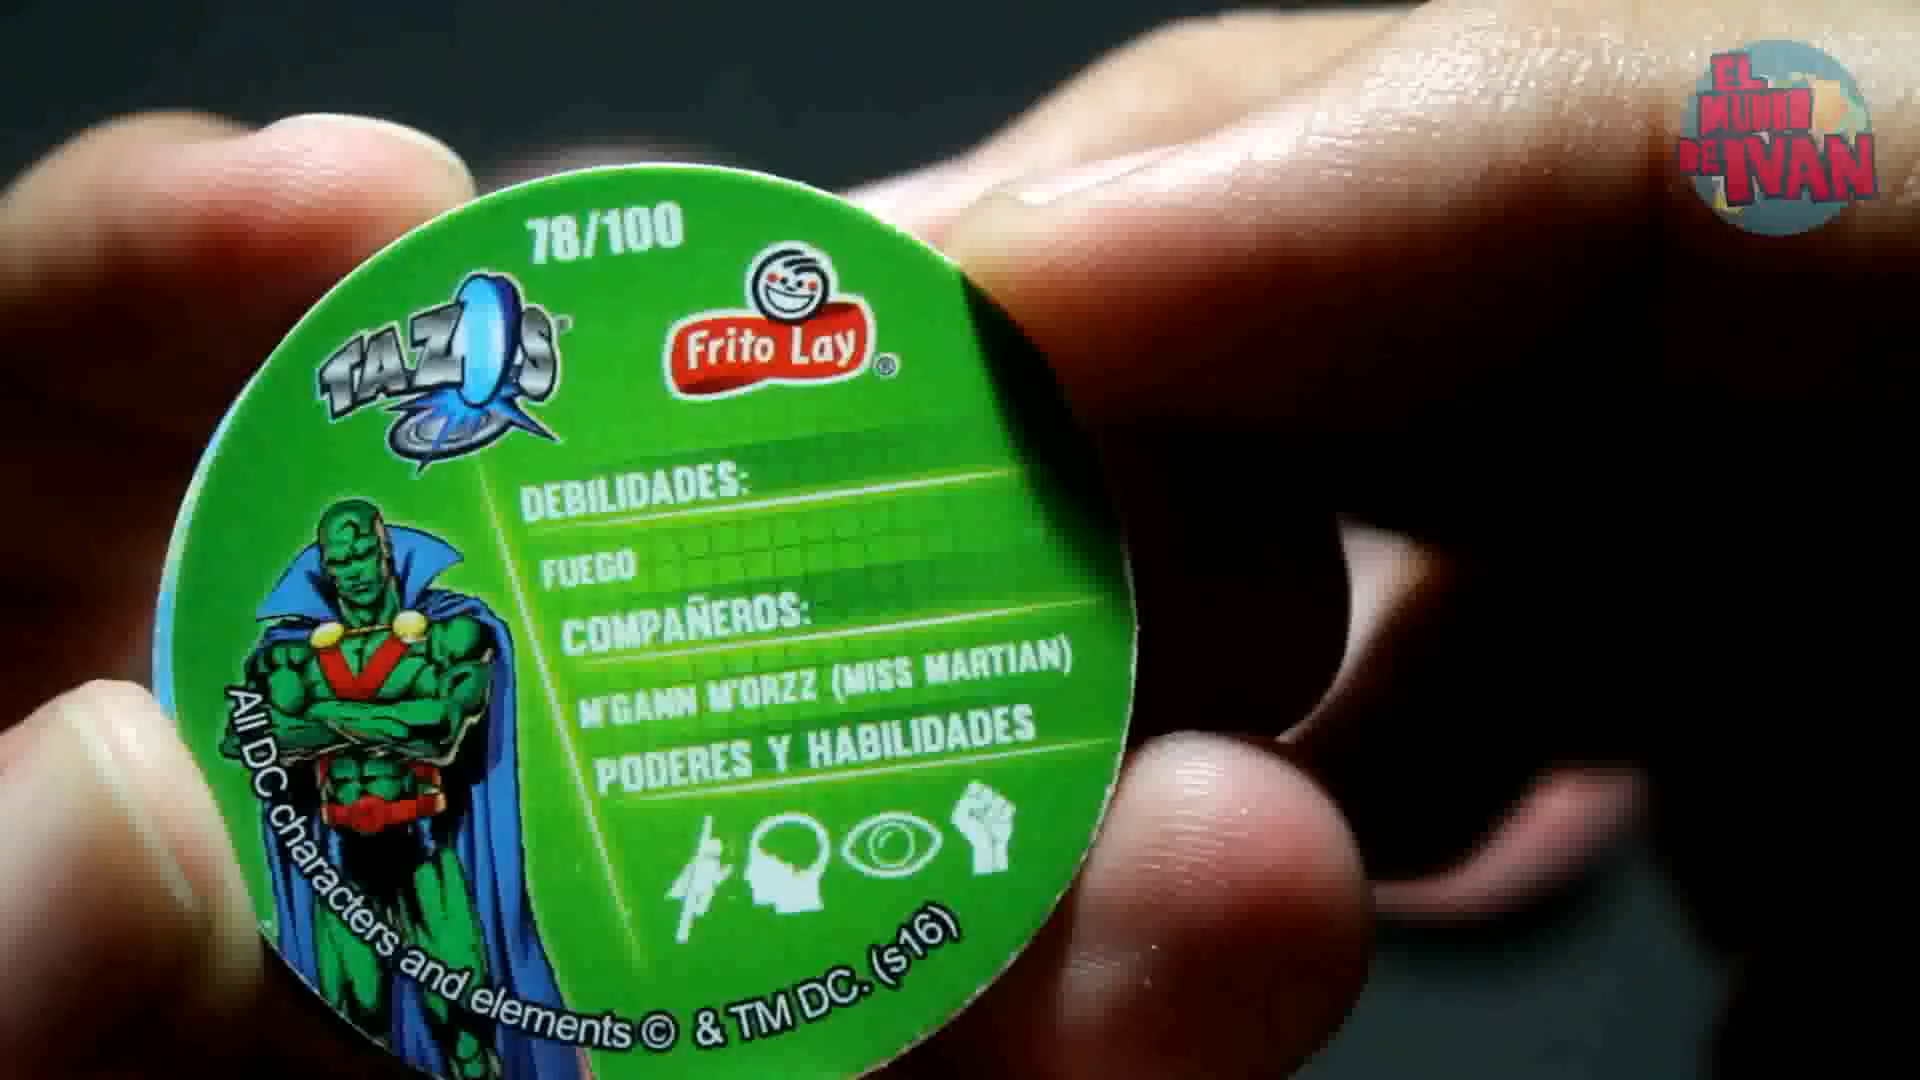 EL
MUNDO
DE IVAN
78/100
TAZOS™
Frito Lay®
DEBILIDADES:
FUEGO
COMPAÑEROS:
M'GANN M'ORZZ (MISS MARTIAN)
PODERES Y HABILIDADES
All DC characters and elements © & TM DC. (s16)